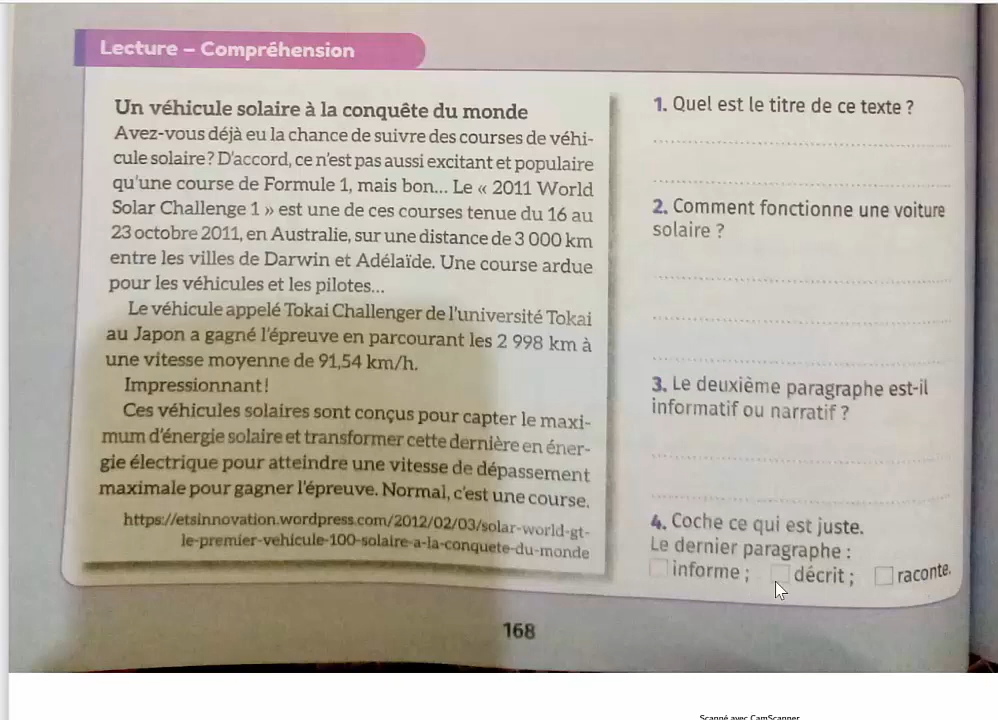 Lecture – Compréhension
Un véhicule solaire à la conquête du monde
Avez-vous déjà eu la chance de suivre des courses de véhi-
cule solaire ? D'accord, ce n'est pas aussi excitant et populaire
qu'une course de Formule 1, mais bon... Le « 2011 World
Solar Challenge 1 » est une de ces courses tenue du 16 au
23 octobre 2011, en Australie, sur une distance de 3 000 km
entre les villes de Darwin et Adélaïde. Une course ardue
pour les véhicules et les pilotes...
Le véhicule appelé Tokai Challenger de l'université Tokai
au Japon a gagné l'épreuve en parcourant les 2 998 km à
une vitesse moyenne de 91,54 km/h.
Impressionnant !
Ces véhicules solaires sont conçus pour capter le maxi-
mum d'énergie solaire et transformer cette dernière en éner-
gie électrique pour atteindre une vitesse de dépassement
maximale pour gagner l'épreuve. Normal, c'est une course.
https://etsinnovation.wordpress.com/2012/02/03/solar-world-gt-
le-premier-vehicule-100-solaire-a-la-conquete-du-monde
1. Quel est le titre de ce texte ?
2. Comment fonctionne une voiture
solaire ?
3. Le deuxième paragraphe est-il
informatif ou narratif ?
4. Coche ce qui est juste.
Le dernier paragraphe :
informe ; décrit ; raconte.
168
Scanné avec CamScanner